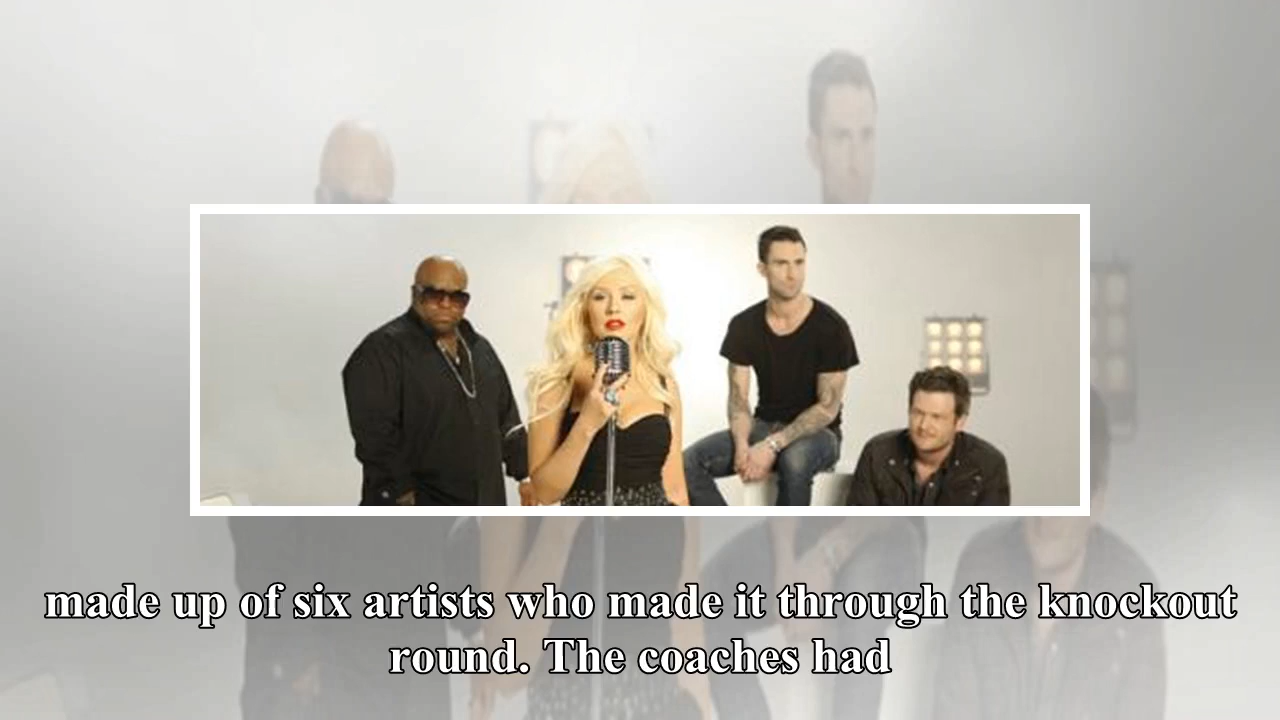 made up of six artists who made it through the knockout
round. The coaches had